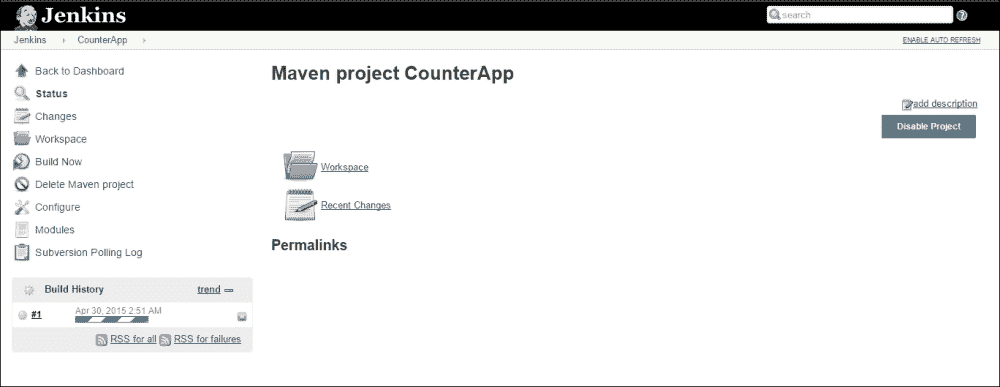 Jenkins
search
Jenkins
CounterApp
ENABLE AUTO REFRESH
Back to Dashboard
Status
Changes
Workspace
Build Now
Delete Maven project
Configure
Modules
Subversion Polling Log
Build History
trend
#1
Apr 30, 2015 2:51 AM
RSS for all
RSS for failures
Maven project CounterApp
add description
Disable Project
Workspace
Recent Changes
Permalinks